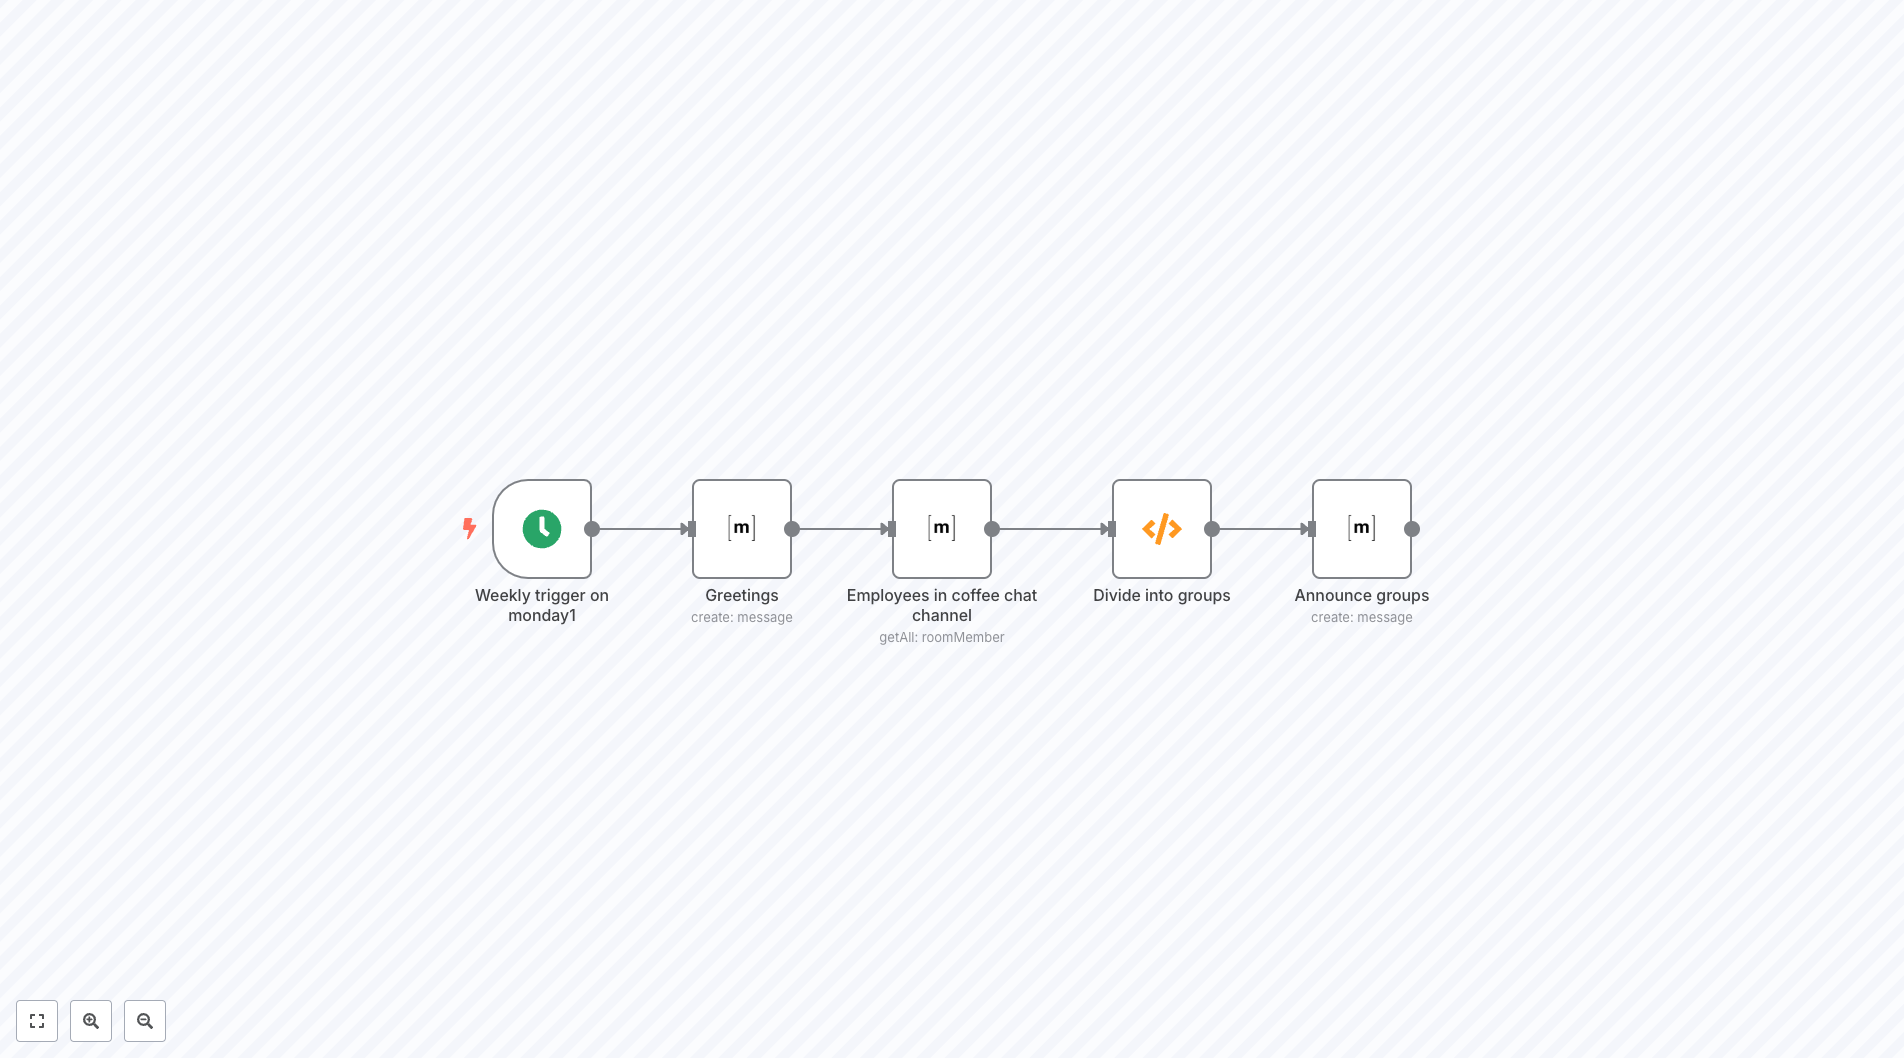 [m]
[m]
[m]
Weekly trigger on
monday1
Greetings
create: message
Employees in coffee chat
channel
getAll: roomMember
Divide into groups
Announce groups
create: message